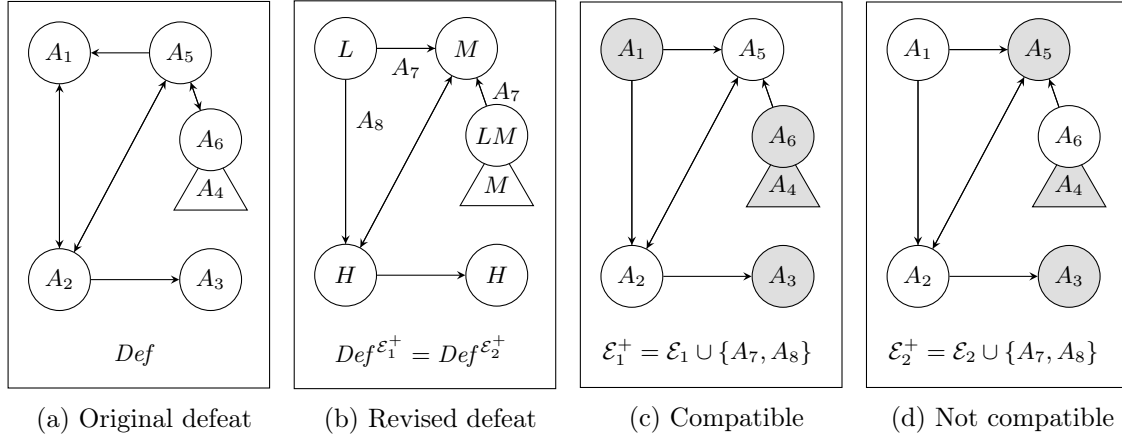 A₁ A₅
A₆
A₄
A₂ A₃
Def
(a) Original defeat
L M
A₇
A₇
A₈
LM
M
H H
Def^{ℰ₁⁺} = Def^{ℰ₂⁺}
(b) Revised defeat
A₁ A₅
A₆
A₄
A₂ A₃
ℰ₁⁺ = ℰ₁ ∪ {A₇, A₈}
(c) Compatible
A₁ A₅
A₆
A₄
A₂ A₃
ℰ₂⁺ = ℰ₂ ∪ {A₇, A₈}
(d) Not compatible